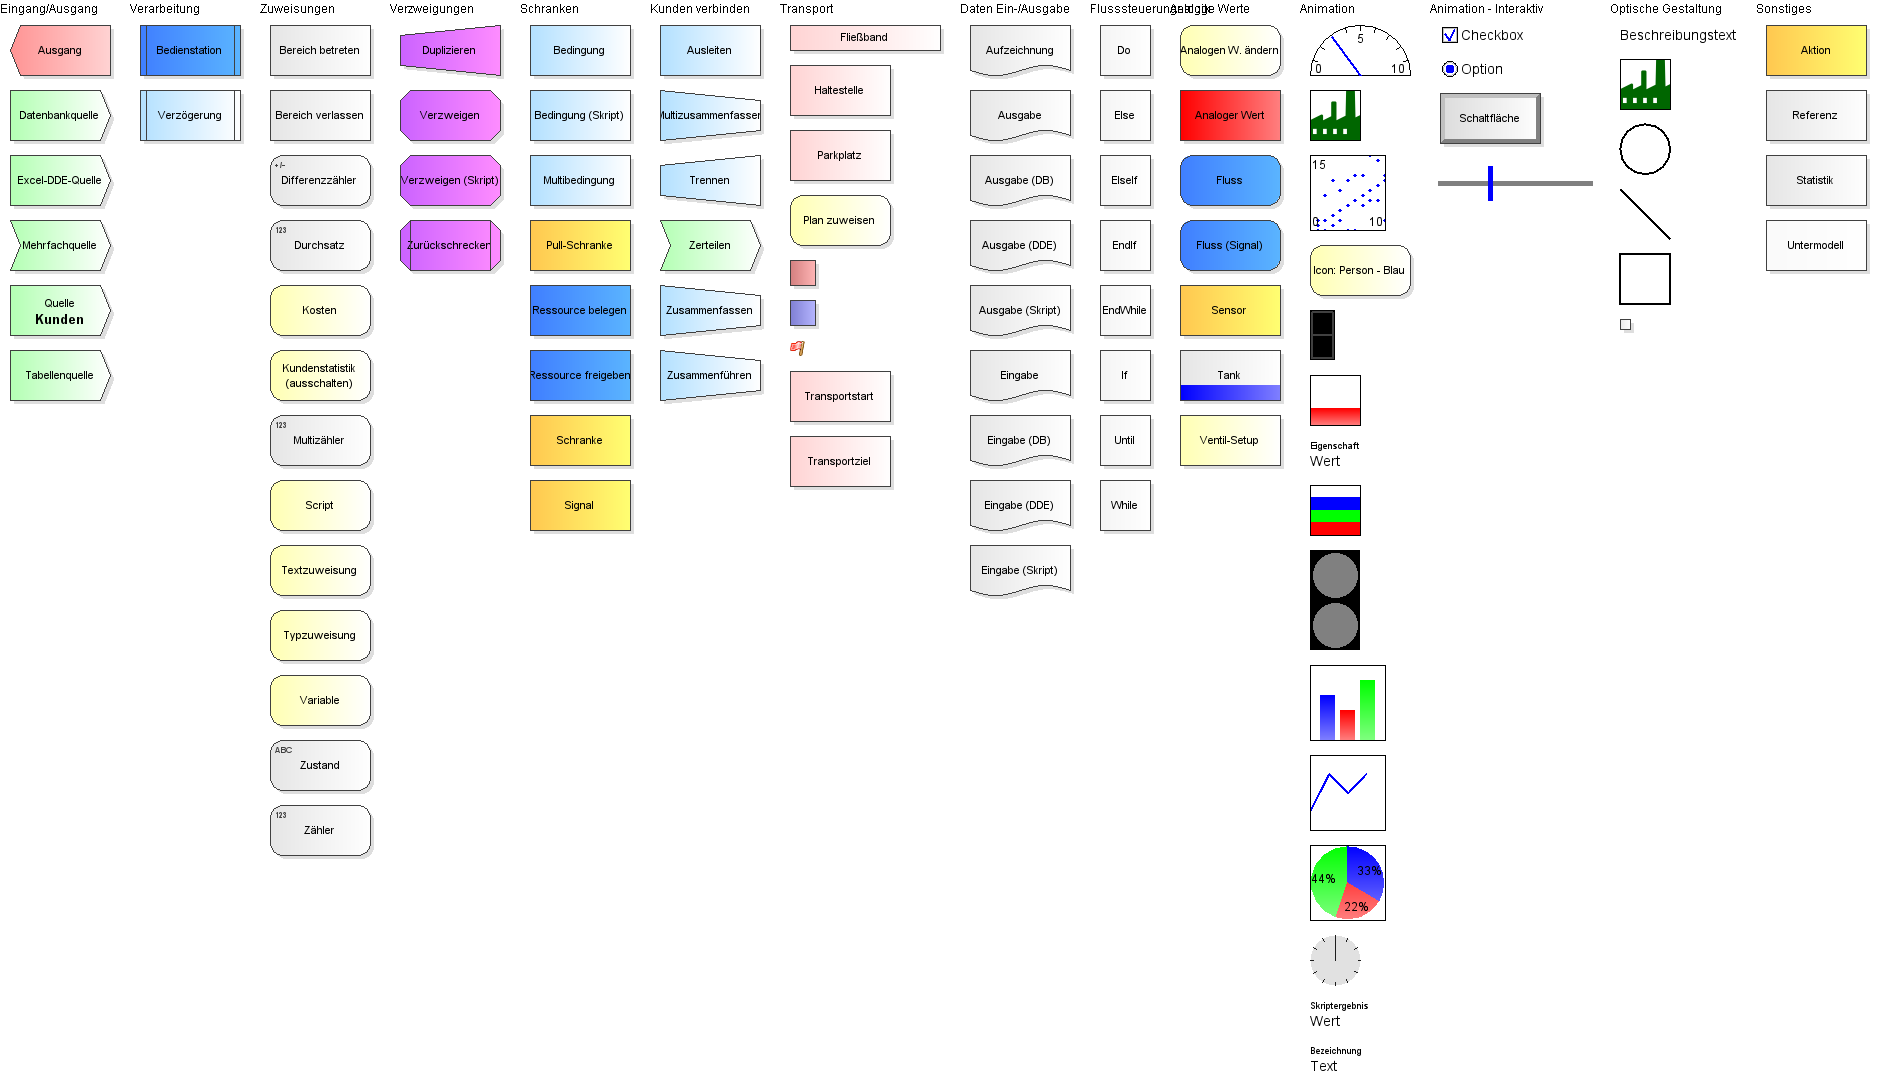 Eingang/Ausgang
Ausgang
Datenbankquelle
Excel-DDE-Quelle
Mehrfachquelle
Quelle
Kunden
Tabellenquelle
Verarbeitung
Bedienstation
Verzögerung
Zuweisungen
Bereich betreten
Bereich verlassen
+/-
Differenzzähler
123
Durchsatz
Kosten
Kundenstatistik
(ausschalten)
123
Multizähler
Script
Textzuweisung
Typzuweisung
Variable
ABC
Zustand
123
Zähler
Verzweigungen
Duplizieren
Verzweigen
Verzweigen (Skript)
Zurückschrecken
Schranken
Bedingung
Bedingung (Skript)
Multibedingung
Pull-Schranke
Ressource belegen
Ressource freigeben
Schranke
Signal
Kunden verbinden
Ausleiten
Multizusammenfassen
Trennen
Zerteilen
Zusammenfassen
Zusammenführen
Transport
Fließband
Haltestelle
Parkplatz
Plan zuweisen
Transportstart
Transportziel
Daten Ein-/Ausgabe
Aufzeichnung
Ausgabe
Ausgabe (DB)
Ausgabe (DDE)
Ausgabe (Skript)
Eingabe
Eingabe (DB)
Eingabe (DDE)
Eingabe (Skript)
Flusssteuerungslogik
Do
Else
ElseIf
EndIf
EndWhile
If
Until
While
Analoge Werte
Analogen W. ändern
Analoger Wert
Fluss
Fluss (Signal)
Sensor
Tank
Ventil-Setup
Animation
5
0
10
15
0
10
Icon: Person - Blau
Eigenschaft
Wert
44%
33%
22%
Skriptergebnis
Wert
Bezeichnung
Text
Animation - Interaktiv
Checkbox
Option
Schaltfläche
Optische Gestaltung
Beschreibungstext
Sonstiges
Aktion
Referenz
Statistik
Untermodell